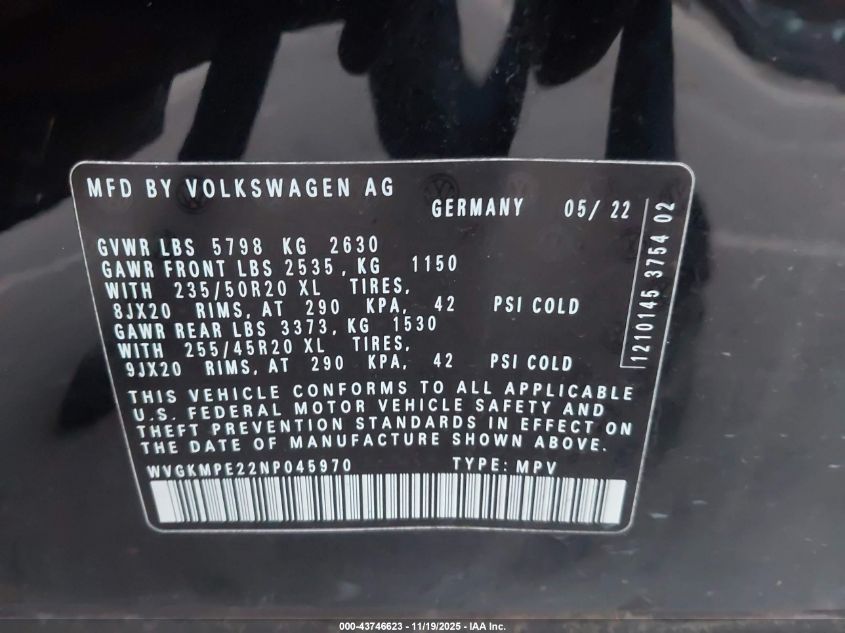 MFD BY VOLKSWAGEN AG
GERMANY 05/ 22
GVWR LBS 5798 KG 2630
GAWR FRONT LBS 2535, KG 1150
WITH 235/50R20 XL TIRES,
8JX20 RIMS, AT 290 KPA, 42 PSI COLD
GAWR REAR LBS 3373, KG 1530
WITH 255/45R20 XL TIRES,
9JX20 RIMS, AT 290 KPA, 42 PSI COLD
THIS VEHICLE CONFORMS TO ALL APPLICABLE
U.S. FEDERAL MOTOR VEHICLE SAFETY AND
THEFT PREVENTION STANDARDS IN EFFECT ON
THE DATE OF MANUFACTURE SHOWN ABOVE.
WVGKMPE22NP045970 TYPE: MPV
1210145 3754 02
000-43746623 - 11/19/2025 - IAA Inc.